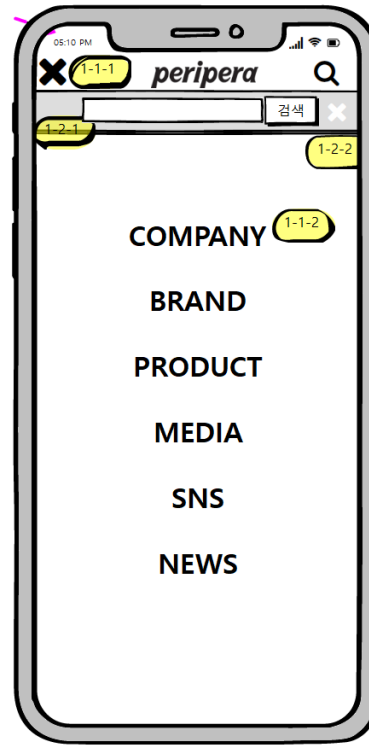 05:10 PM
1-1-1
peripera
검색
1-2-1
1-2-2
COMPANY
1-1-2
BRAND
PRODUCT
MEDIA
SNS
NEWS